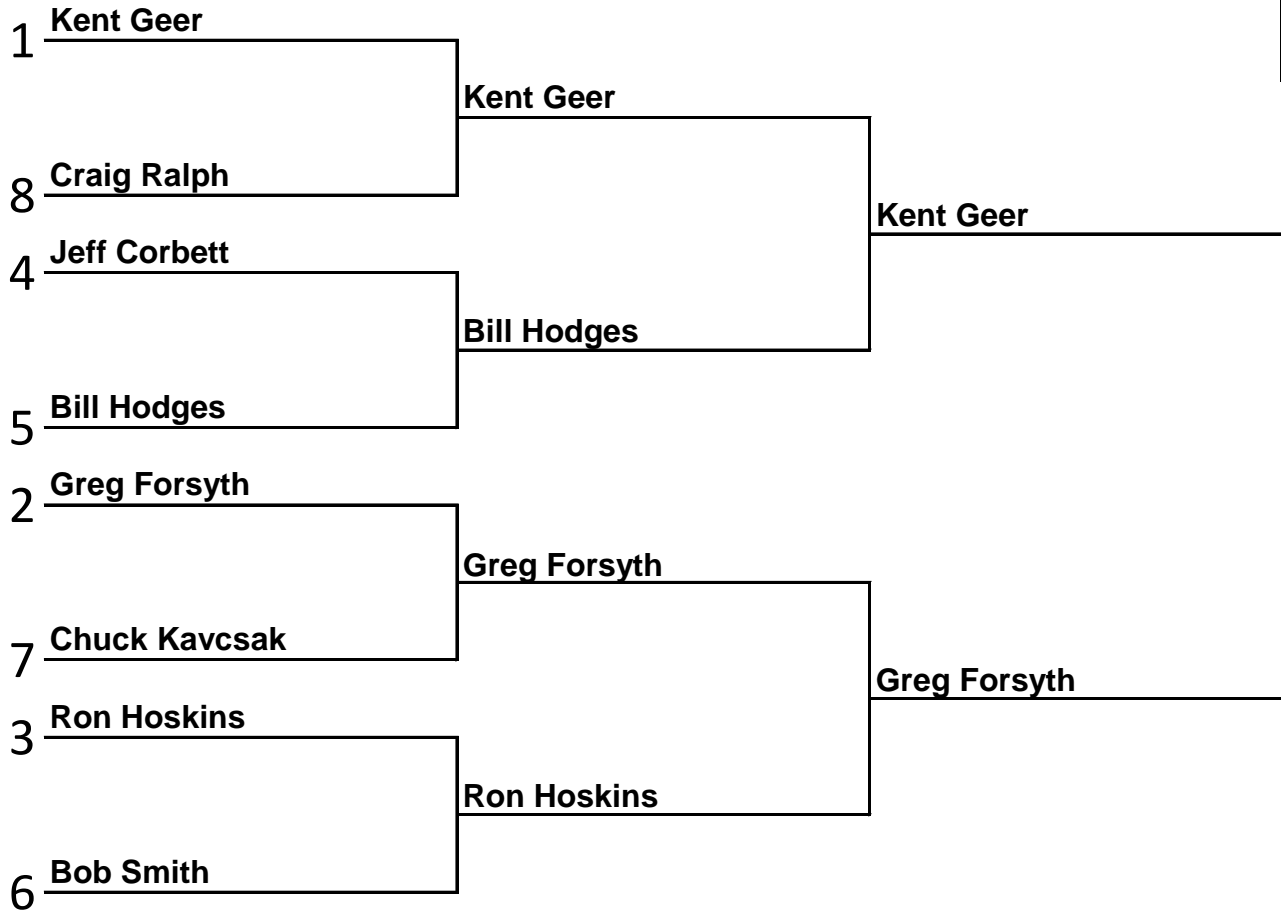 Kent Geer
1
Kent Geer
Craig Ralph
8
Kent Geer
Jeff Corbett
4
Bill Hodges
Bill Hodges
5
Greg Forsyth
2
Greg Forsyth
Chuck Kavcsak
7
Greg Forsyth
Ron Hoskins
3
Ron Hoskins
Bob Smith
6